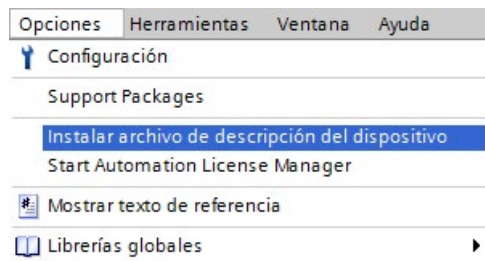 Opciones Herramientas Ventana Ayuda
Configuración
Support Packages
Instalar archivo de descripción del dispositivo
Start Automation License Manager
Mostrar texto de referencia
Librerías globales